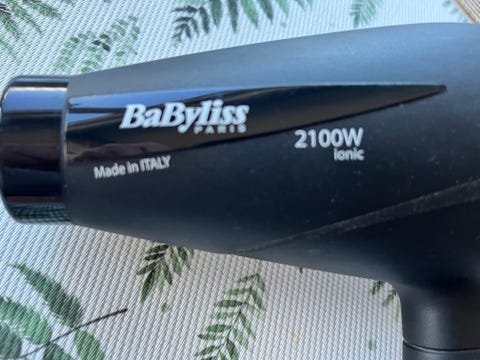 BaByliss
PARIS
2100W
ionic
Made in ITALY